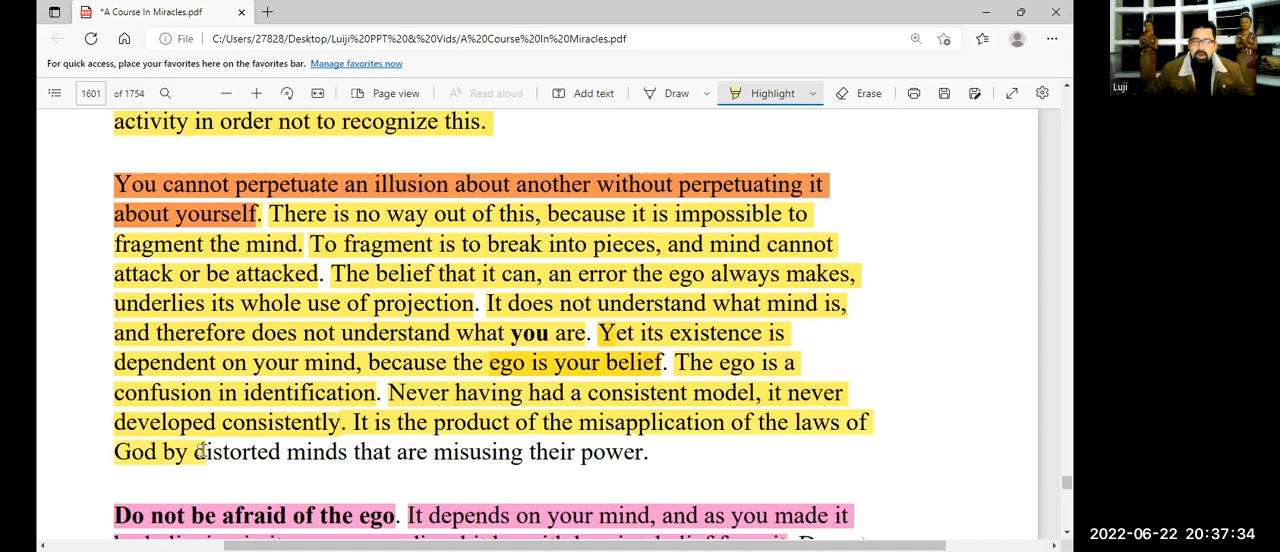 *A Course In Miracles.pdf
File
C:/Users/27828/Desktop/Luiji%20PPT%20&%20Vids/A%20Course%20In%20Miracles.pdf
For quick access, place your favorites here on the favorites bar. Manage favorites now
1601 of 1754
Page view
Read aloud
Add text
Draw
Highlight
Erase
activity in order not to recognize this.
You cannot perpetuate an illusion about another without perpetuating it
about yourself. There is no way out of this, because it is impossible to
fragment the mind. To fragment is to break into pieces, and mind cannot
attack or be attacked. The belief that it can, an error the ego always makes,
underlies its whole use of projection. It does not understand what mind is,
and therefore does not understand what you are. Yet its existence is
dependent on your mind, because the ego is your belief. The ego is a
confusion in identification. Never having had a consistent model, it never
developed consistently. It is the product of the misapplication of the laws of
God by distorted minds that are misusing their power.
Do not be afraid of the ego. It depends on your mind, and as you made it
Luji
2022-06-22 20:37:34